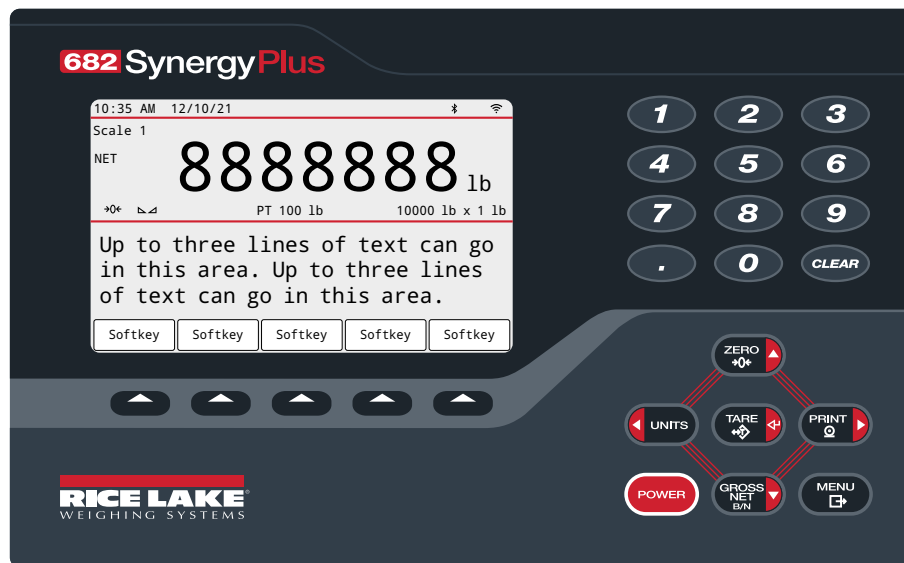 682 SynergyPlus
10:35 AM 12/10/21
Scale 1
NET
8888888 lb
→0← PT 100 lb 10000 lb x 1 lb
Up to three lines of text can go
in this area. Up to three lines
of text can go in this area.
Softkey Softkey Softkey Softkey Softkey
1 2 3
4 5 6
7 8 9
. 0 CLEAR
ZERO
→0←
UNITS
TARE
PRINT
POWER
GROSS
NET
B/N
MENU
RICE LAKE®
WEIGHING SYSTEMS